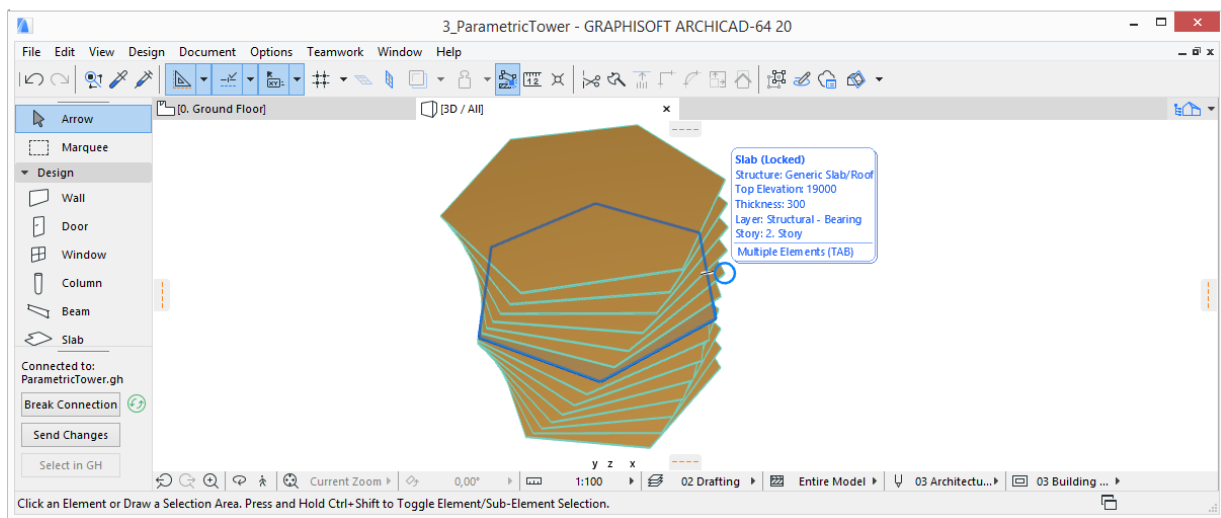 3_ParametricTower - GRAPHISOFT ARCHICAD-64 20
File Edit View Design Document Options Teamwork Window Help
[0. Ground Floor]
[3D / All]
Arrow
Marquee
Design
Wall
Door
Window
Column
Beam
Slab
Slab (Locked)
Structure: Generic Slab/Roof
Top Elevation: 19000
Thickness: 300
Layer: Structural - Bearing
Story: 2. Story
Multiple Elements (TAB)
Connected to:
ParametricTower.gh
Break Connection
Send Changes
Select in GH
y z x
Current Zoom 0,00° 1:100 02 Drafting Entire Model 03 Architectu... 03 Building ...
Click an Element or Draw a Selection Area. Press and Hold Ctrl+Shift to Toggle Element/Sub-Element Selection.